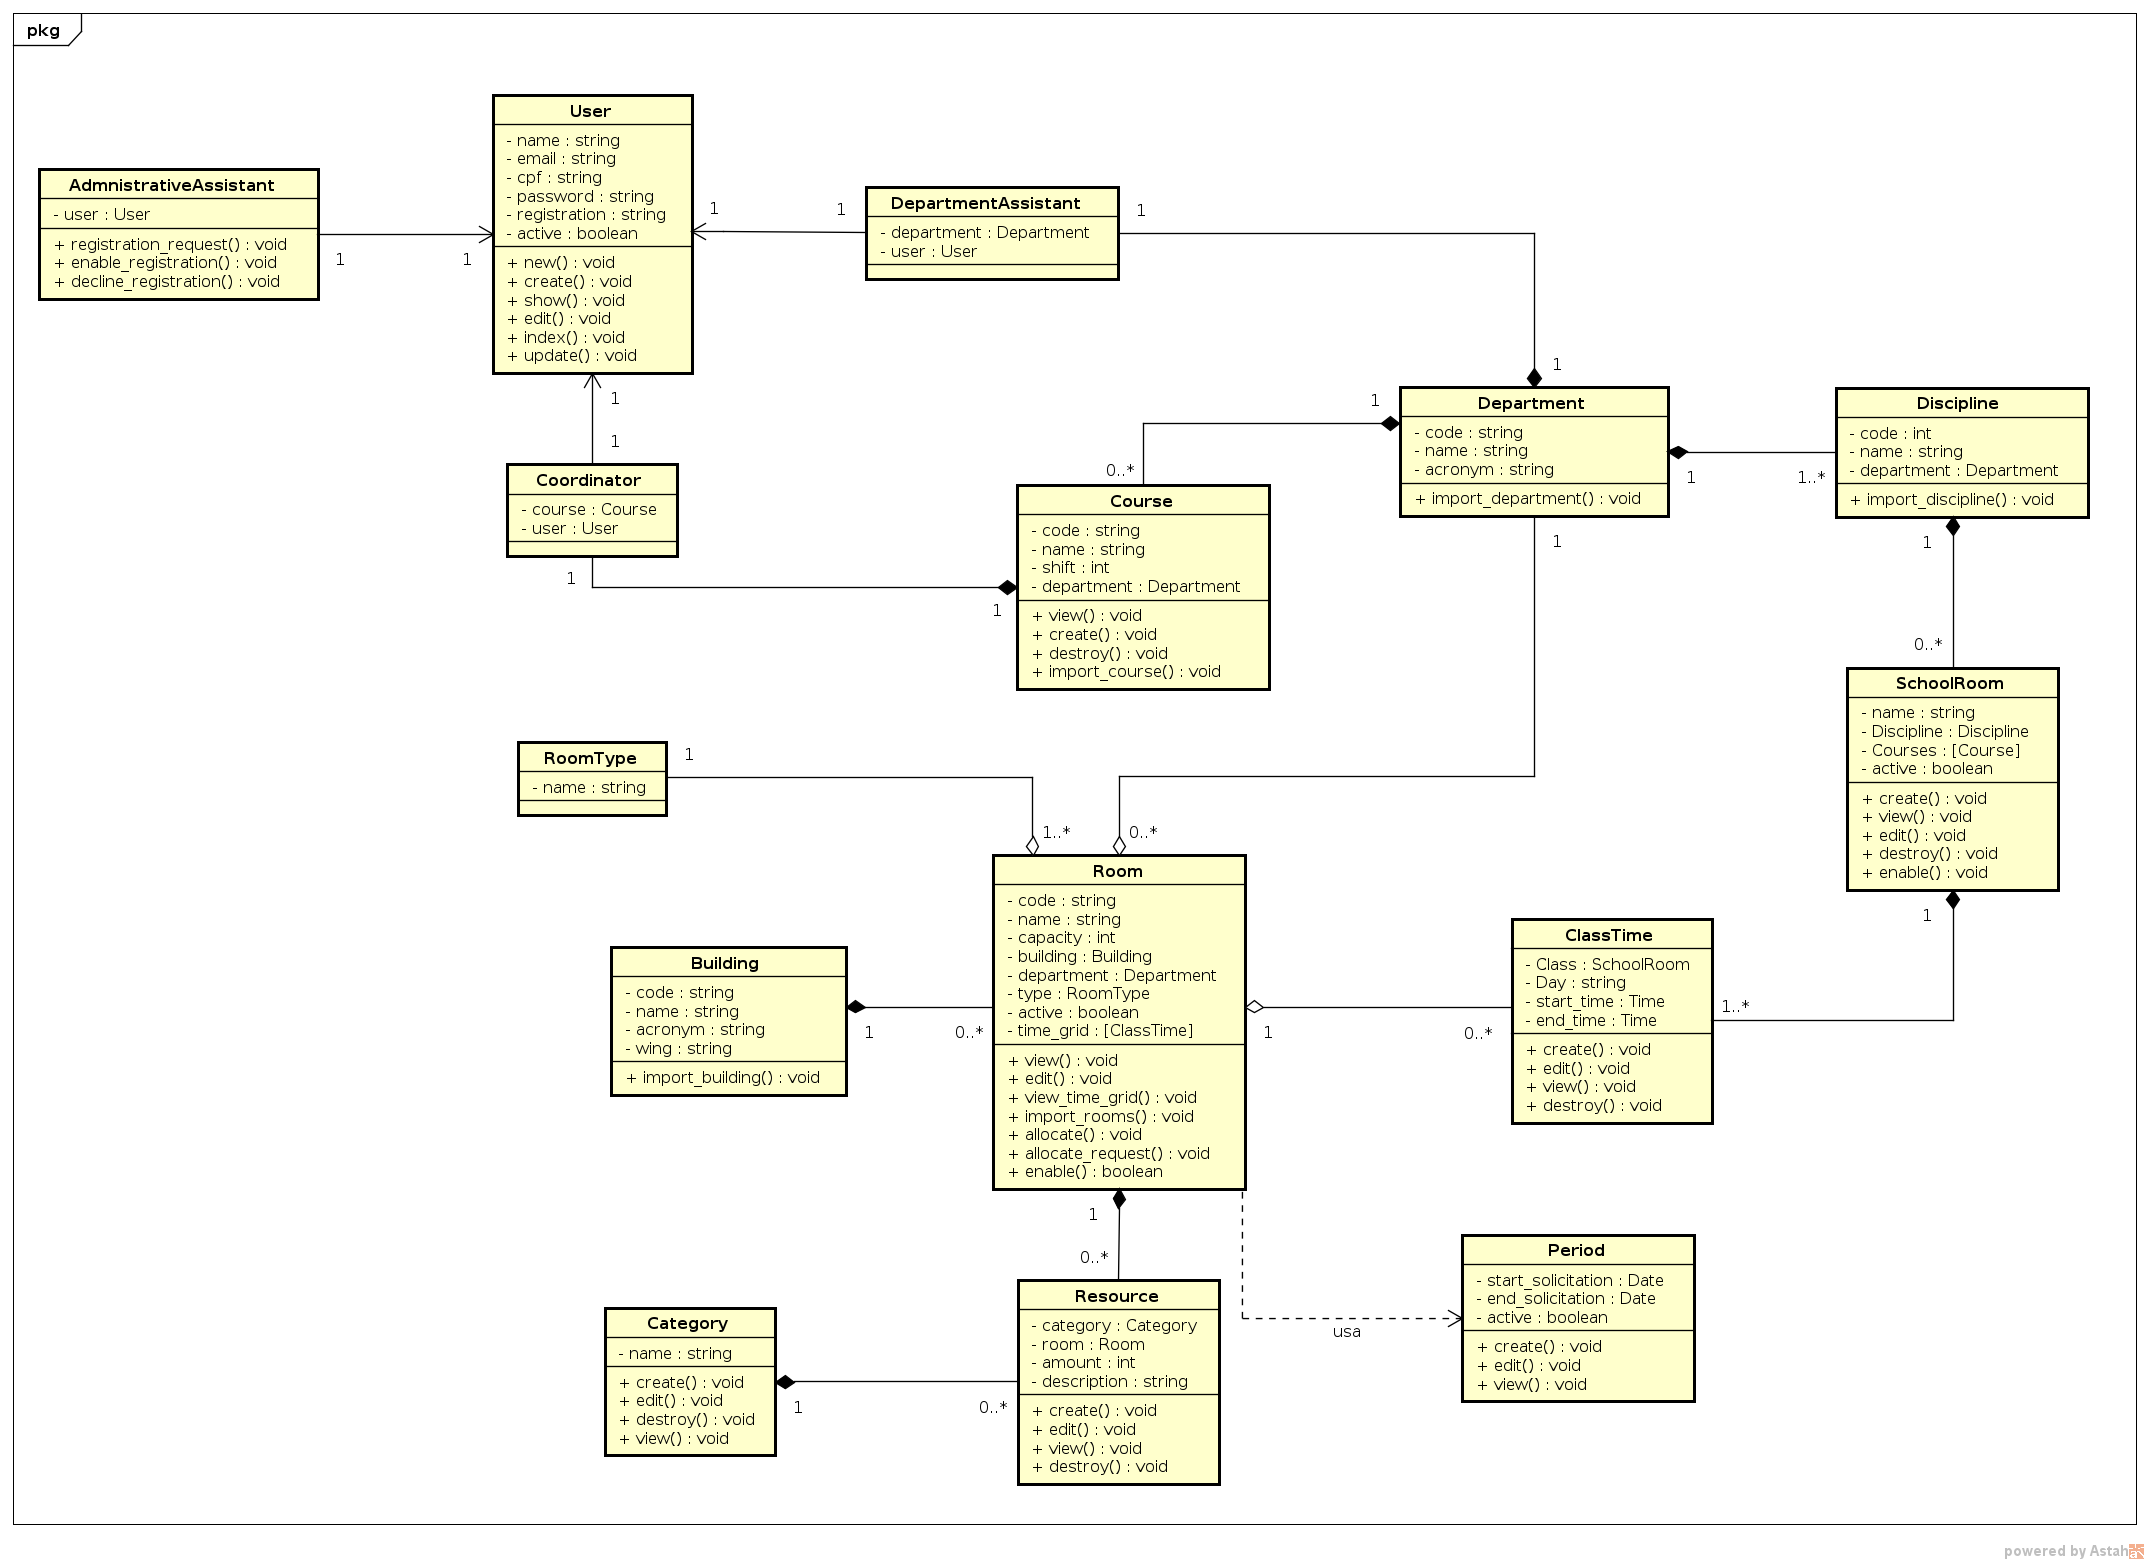 pkg
User
- name : string
- email : string
- cpf : string
- password : string
- registration : string
- active : boolean
+ new() : void
+ create() : void
+ show() : void
+ edit() : void
+ index() : void
+ update() : void
AdmnistrativeAssistant
- user : User
+ registration_request() : void
+ enable_registration() : void
+ decline_registration() : void
1
1
DepartmentAssistant
- department : Department
- user : User
1
1
1
1
1
1
Coordinator
- course : Course
- user : User
1
1
Course
- code : string
- name : string
- shift : int
- department : Department
+ view() : void
+ create() : void
+ destroy() : void
+ import_course() : void
1
0..*
Department
- code : string
- name : string
- acronym : string
+ import_department() : void
1
1..*
1
Discipline
- code : int
- name : string
- department : Department
+ import_discipline() : void
1
0..*
SchoolRoom
- name : string
- Discipline : Discipline
- Courses : [Course]
- active : boolean
+ create() : void
+ view() : void
+ edit() : void
+ destroy() : void
+ enable() : void
1
1..*
RoomType
- name : string
1
1..*
0..*
Room
- code : string
- name : string
- capacity : int
- building : Building
- department : Department
- type : RoomType
- active : boolean
- time_grid : [ClassTime]
+ view() : void
+ edit() : void
+ view_time_grid() : void
+ import_rooms() : void
+ allocate() : void
+ allocate_request() : void
+ enable() : boolean
Building
- code : string
- name : string
- acronym : string
- wing : string
+ import_building() : void
1
0..*
1
0..*
ClassTime
- Class : SchoolRoom
- Day : string
- start_time : Time
- end_time : Time
+ create() : void
+ edit() : void
+ view() : void
+ destroy() : void
1
0..*
usa
Period
- start_solicitation : Date
- end_solicitation : Date
- active : boolean
+ create() : void
+ edit() : void
+ view() : void
Resource
- category : Category
- room : Room
- amount : int
- description : string
+ create() : void
+ edit() : void
+ view() : void
+ destroy() : void
Category
- name : string
+ create() : void
+ edit() : void
+ destroy() : void
+ view() : void
1
0..*
powered by Astah